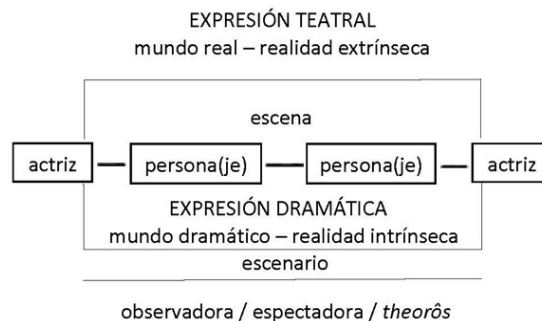 EXPRESIÓN TEATRAL
mundo real – realidad extrínseca
escena
actriz persona(je) persona(je) actriz
EXPRESIÓN DRAMÁTICA
mundo dramático – realidad intrínseca
escenario
observadora / espectadora / theorôs